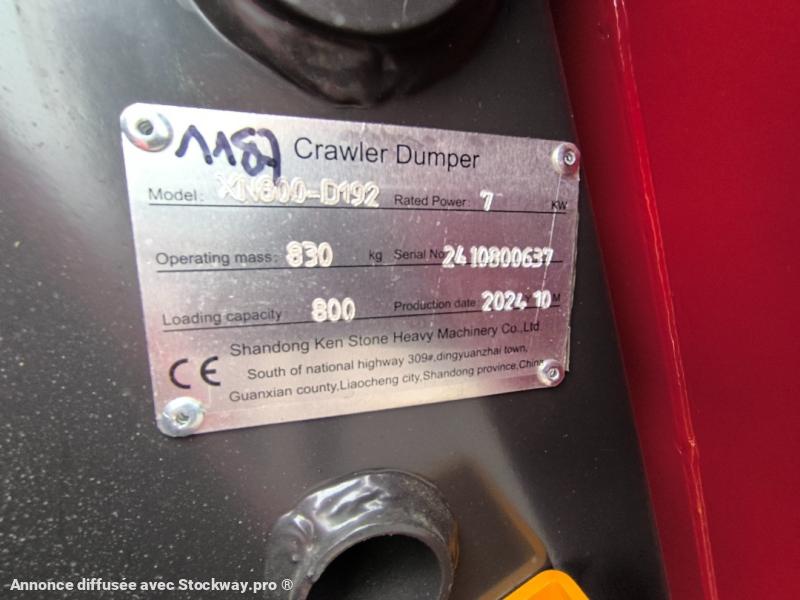 1187 Crawler Dumper
Model: XN800-D192 Rated Power: 7 KW
Operating mass: 830 kg Serial No 2410800637
Loading capacity 800 Production date 2024Y10M
Shandong Ken Stone Heavy Machinery Co.,Ltd.
CE South of national highway 309#,dingyuanzhai town,
Guanxian county,Liaocheng city,Shandong province,China
Annonce diffusée avec Stockway.pro ®